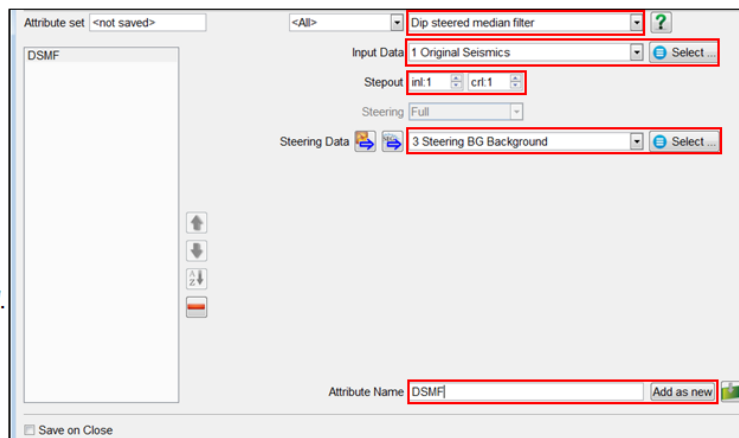 Attribute set <not saved> <All> Dip steered median filter ?
DSMF
Input Data 1 Original Seismics Select ...
Stepout inl:1 crl:1
Steering Full
Steering Data 3 Steering BG Background Select ...
A
Z
Attribute Name DSMF Add as new
Save on Close